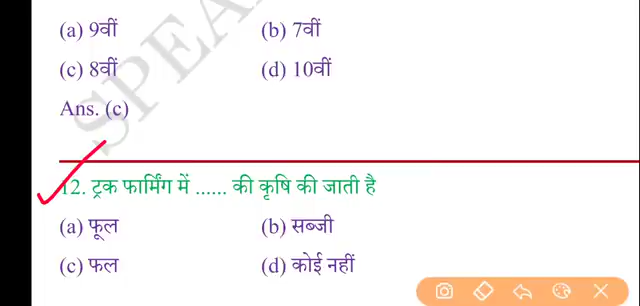 (a) 9वीं (b) 7वीं
(c) 8वीं (d) 10वीं
Ans. (c)
12. ट्रक फार्मिंग में ...... की कृषि की जाती है
(a) फूल (b) सब्जी
(c) फल (d) कोई नहीं